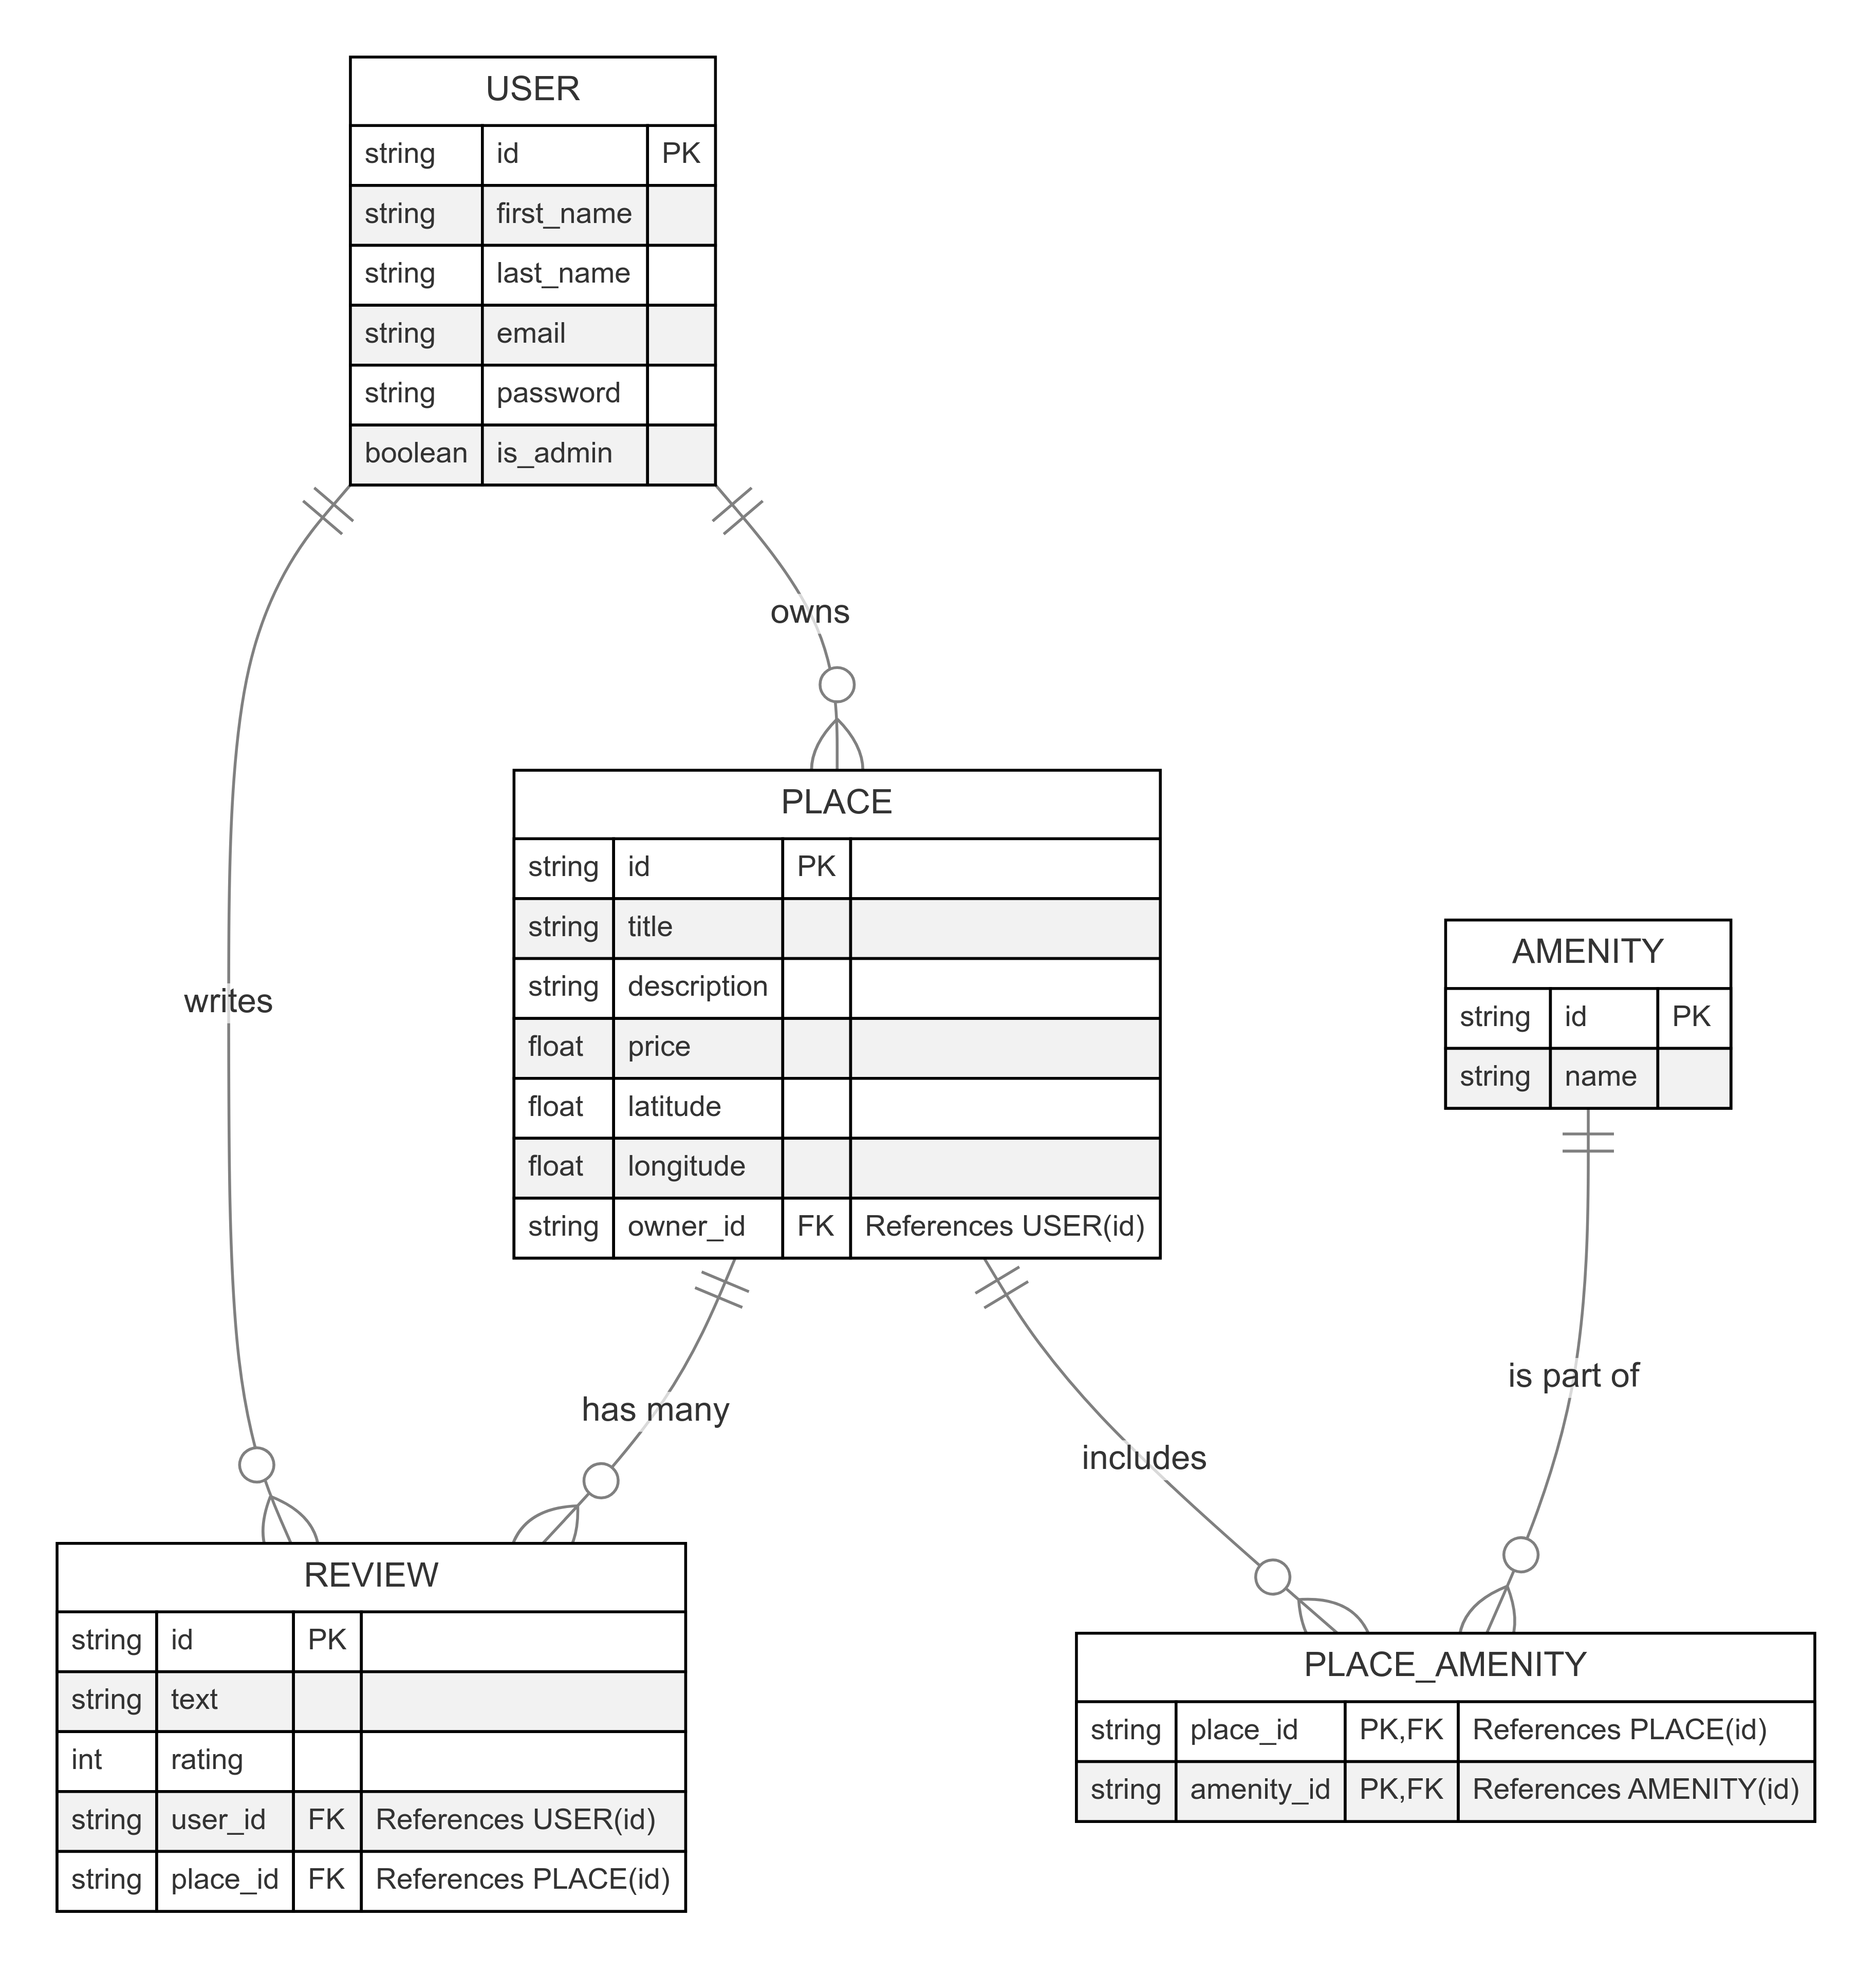 USER
string id PK
string first_name
string last_name
string email
string password
boolean is_admin
owns
writes
PLACE
string id PK
string title
string description
float price
float latitude
float longitude
string owner_id FK References USER(id)
AMENITY
string id PK
string name
has many
includes
is part of
REVIEW
string id PK
string text
int rating
string user_id FK References USER(id)
string place_id FK References PLACE(id)
PLACE_AMENITY
string place_id PK,FK References PLACE(id)
string amenity_id PK,FK References AMENITY(id)